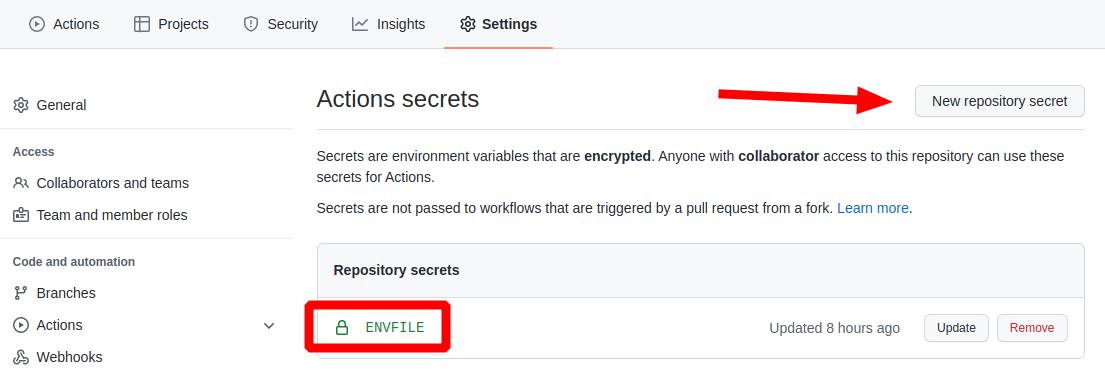 Actions Projects Security Insights Settings
General
Access
Collaborators and teams
Team and member roles
Code and automation
Branches
Actions
Webhooks
Actions secrets
New repository secret
Secrets are environment variables that are encrypted. Anyone with collaborator access to this repository can use these
secrets for Actions.
Secrets are not passed to workflows that are triggered by a pull request from a fork. Learn more.
Repository secrets
ENVFILE Updated 8 hours ago Update Remove